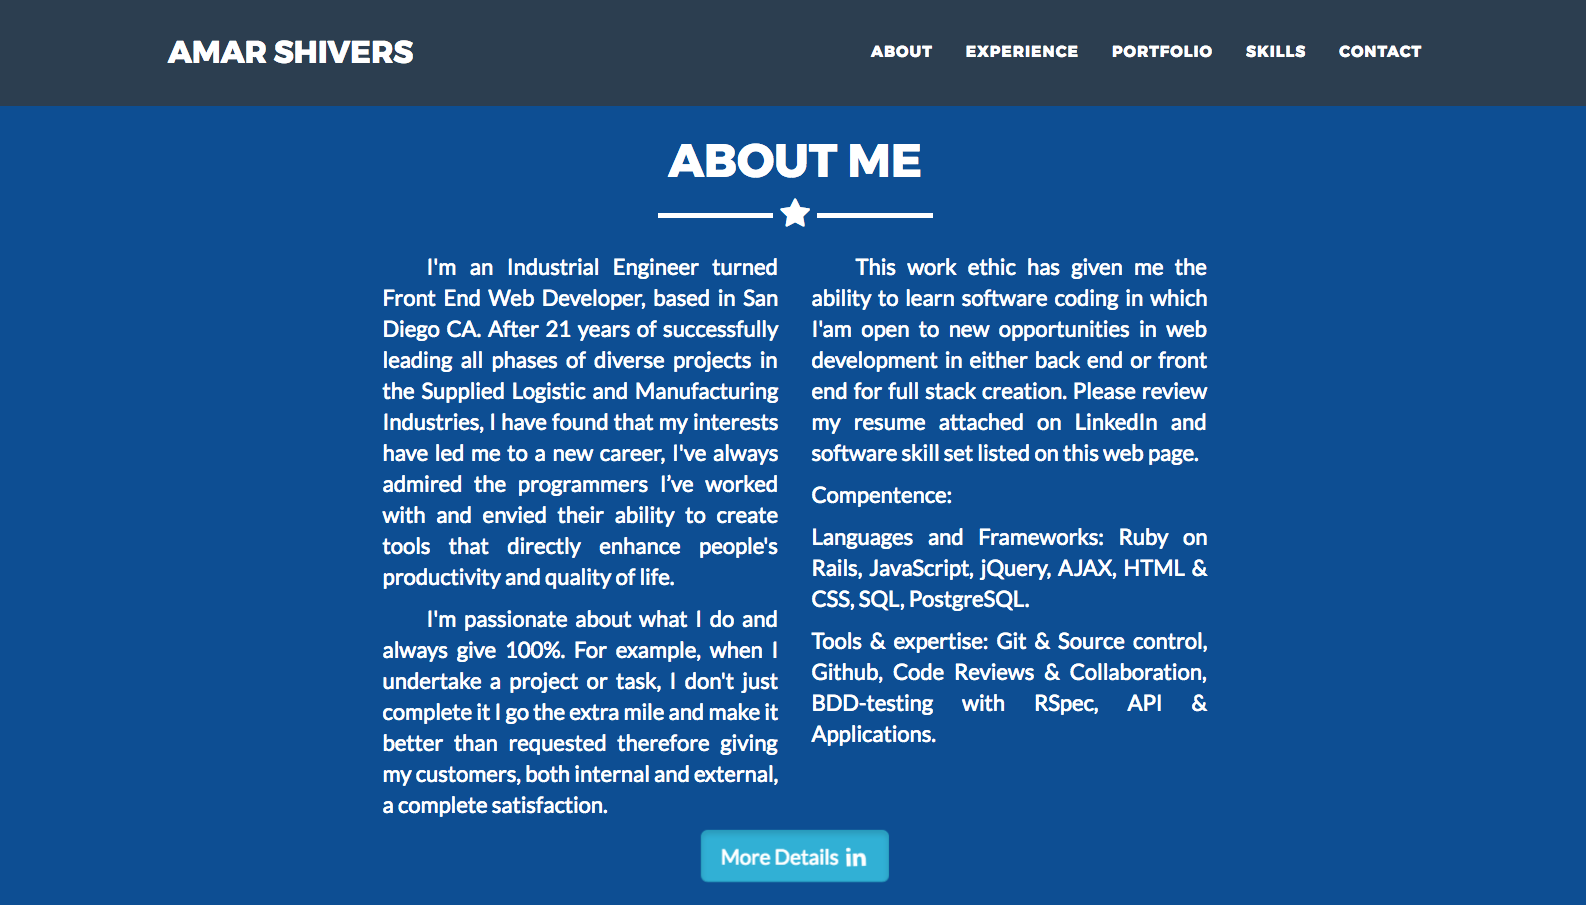 AMAR SHIVERS
ABOUT EXPERIENCE PORTFOLIO SKILLS CONTACT
ABOUT ME
I'm an Industrial Engineer turned
Front End Web Developer, based in San
Diego CA. After 21 years of successfully
leading all phases of diverse projects in
the Supplied Logistic and Manufacturing
Industries, I have found that my interests
have led me to a new career, I've always
admired the programmers I’ve worked
with and envied their ability to create
tools that directly enhance people's
productivity and quality of life.
I'm passionate about what I do and
always give 100%. For example, when I
undertake a project or task, I don't just
complete it I go the extra mile and make it
better than requested therefore giving
my customers, both internal and external,
a complete satisfaction.
This work ethic has given me the
ability to learn software coding in which
I'am open to new opportunities in web
development in either back end or front
end for full stack creation. Please review
my resume attached on LinkedIn and
software skill set listed on this web page.
Compentence:
Languages and Frameworks: Ruby on
Rails, JavaScript, jQuery, AJAX, HTML &
CSS, SQL, PostgreSQL.
Tools & expertise: Git & Source control,
Github, Code Reviews & Collaboration,
BDD-testing with RSpec, API &
Applications.
More Details in